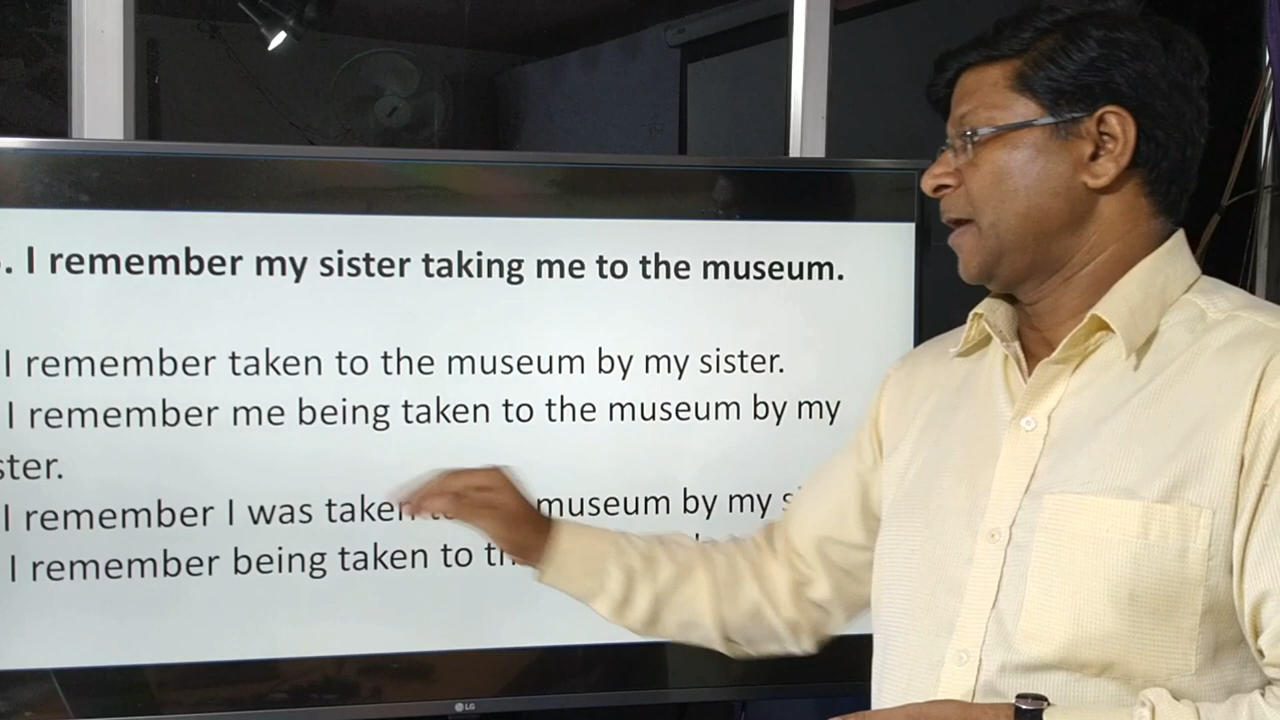 . I remember my sister taking me to the museum.
I remember taken to the museum by my sister.
I remember me being taken to the museum by my
ster.
I remember I was taken museum by my
I remember being taken to
LG